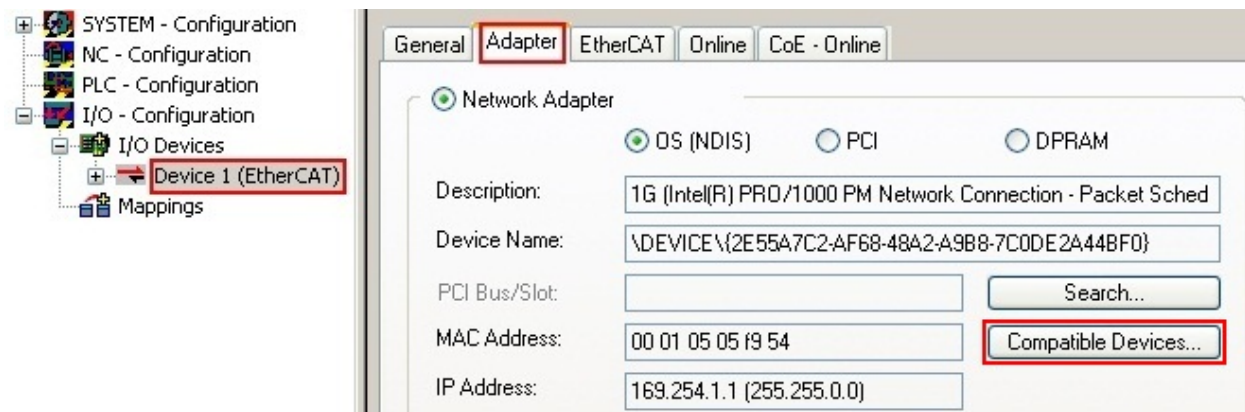 SYSTEM - Configuration
NC - Configuration
PLC - Configuration
I/O - Configuration
I/O Devices
Device 1 (EtherCAT)
Mappings
General Adapter EtherCAT Online CoE - Online
Network Adapter
OS (NDIS) PCI DPRAM
Description: 1G (Intel(R) PRO/1000 PM Network Connection - Packet Sched
Device Name: \DEVICE\{2E55A7C2-AF68-48A2-A9B8-7C0DE2A44BF0}
PCI Bus/Slot: Search...
MAC Address: 00 01 05 05 f9 54 Compatible Devices...
IP Address: 169.254.1.1 (255.255.0.0)